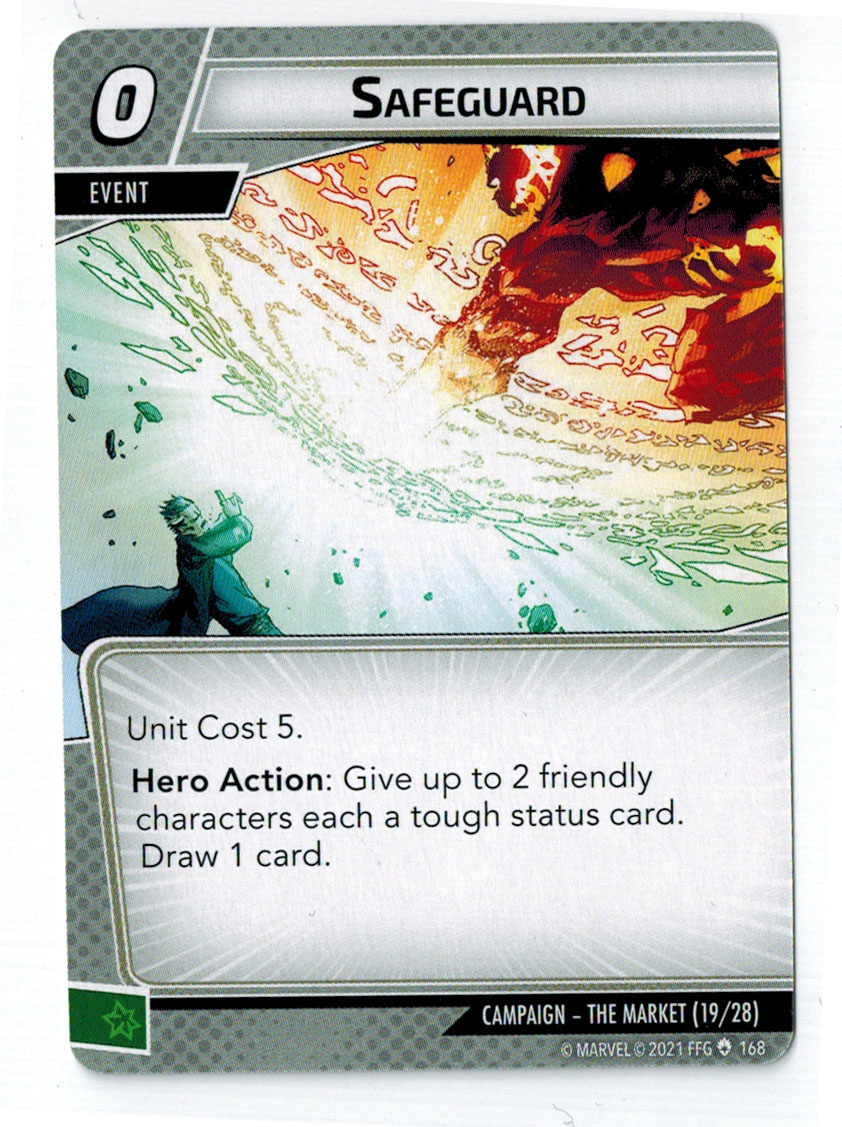 0
SAFEGUARD
EVENT
Unit Cost 5.
Hero Action: Give up to 2 friendly
characters each a tough status card.
Draw 1 card.
CAMPAIGN – THE MARKET (19/28)
© MARVEL © 2021 FFG 168